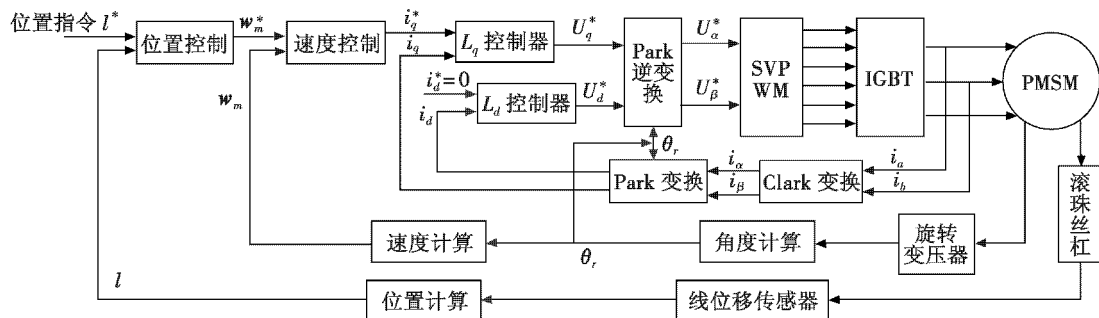 位置指令 l*
位置控制
w*m
速度控制
i*q
iq
Lq 控制器
U*q
i*d=0
id
Ld 控制器
U*d
Park
逆变换
U*α
U*β
SVP
WM
IGBT
PMSM
θr
Park 变换
iα
iβ
Clark 变换
ia
ib
滚珠丝杠
wm
速度计算
θr
角度计算
旋转
变压器
l
位置计算
线位移传感器